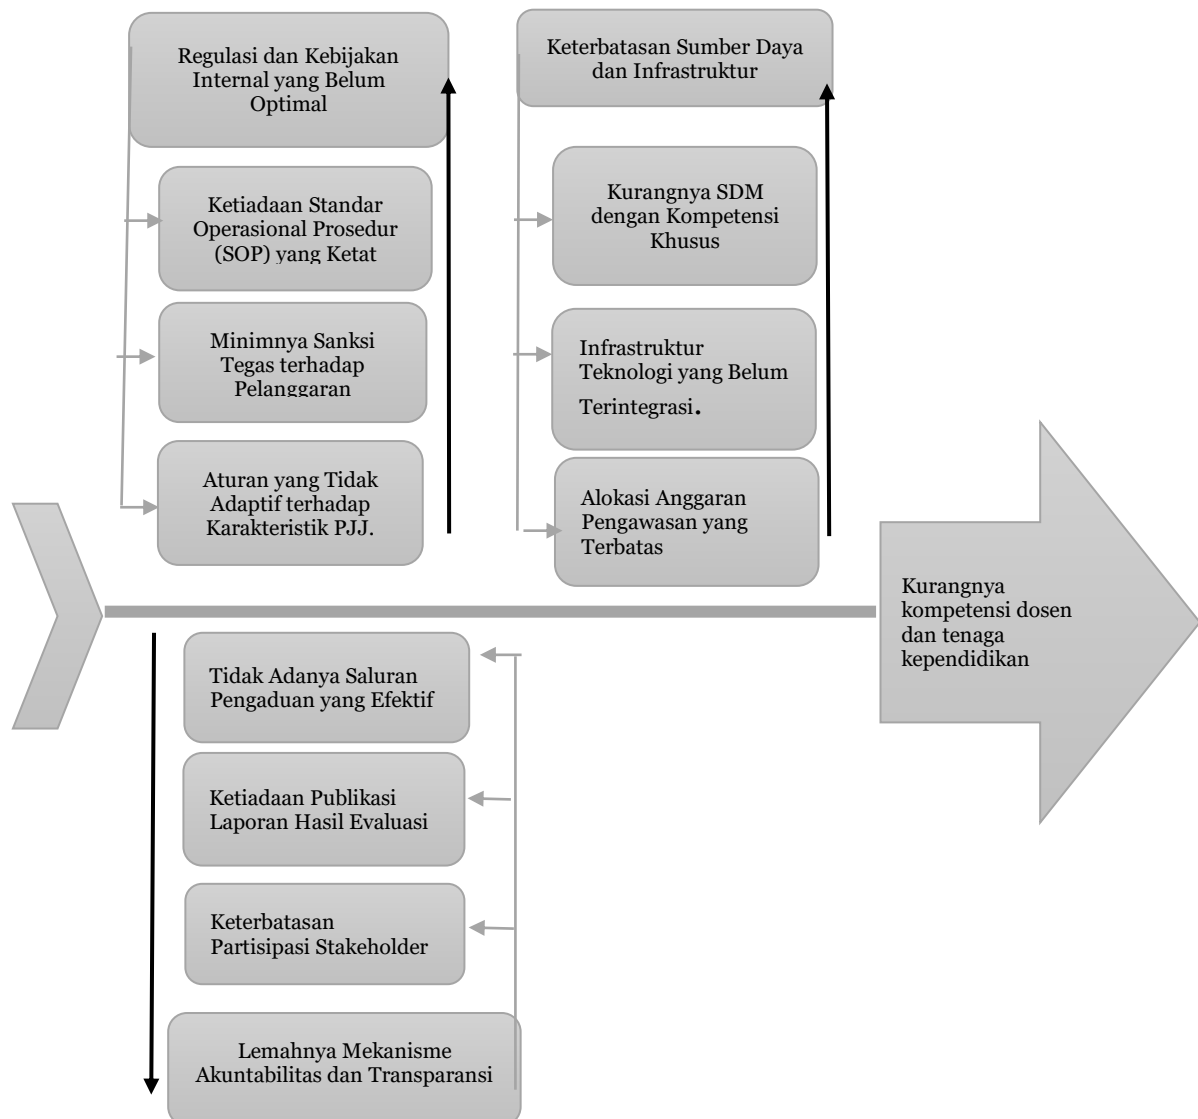 Regulasi dan Kebijakan
Internal yang Belum
Optimal
Ketiadaan Standar
Operasional Prosedur
(SOP) yang Ketat
Minimnya Sanksi
Tegas terhadap
Pelanggaran
Aturan yang Tidak
Adaptif terhadap
Karakteristik PJJ.
Keterbatasan Sumber Daya
dan Infrastruktur
Kurangnya SDM
dengan Kompetensi
Khusus
Infrastruktur
Teknologi yang Belum
Terintegrasi.
Alokasi Anggaran
Pengawasan yang
Terbatas
Kurangnya
kompetensi dosen
dan tenaga
kependidikan
Tidak Adanya Saluran
Pengaduan yang Efektif
Ketiadaan Publikasi
Laporan Hasil Evaluasi
Keterbatasan
Partisipasi Stakeholder
Lemahnya Mekanisme
Akuntabilitas dan Transparansi